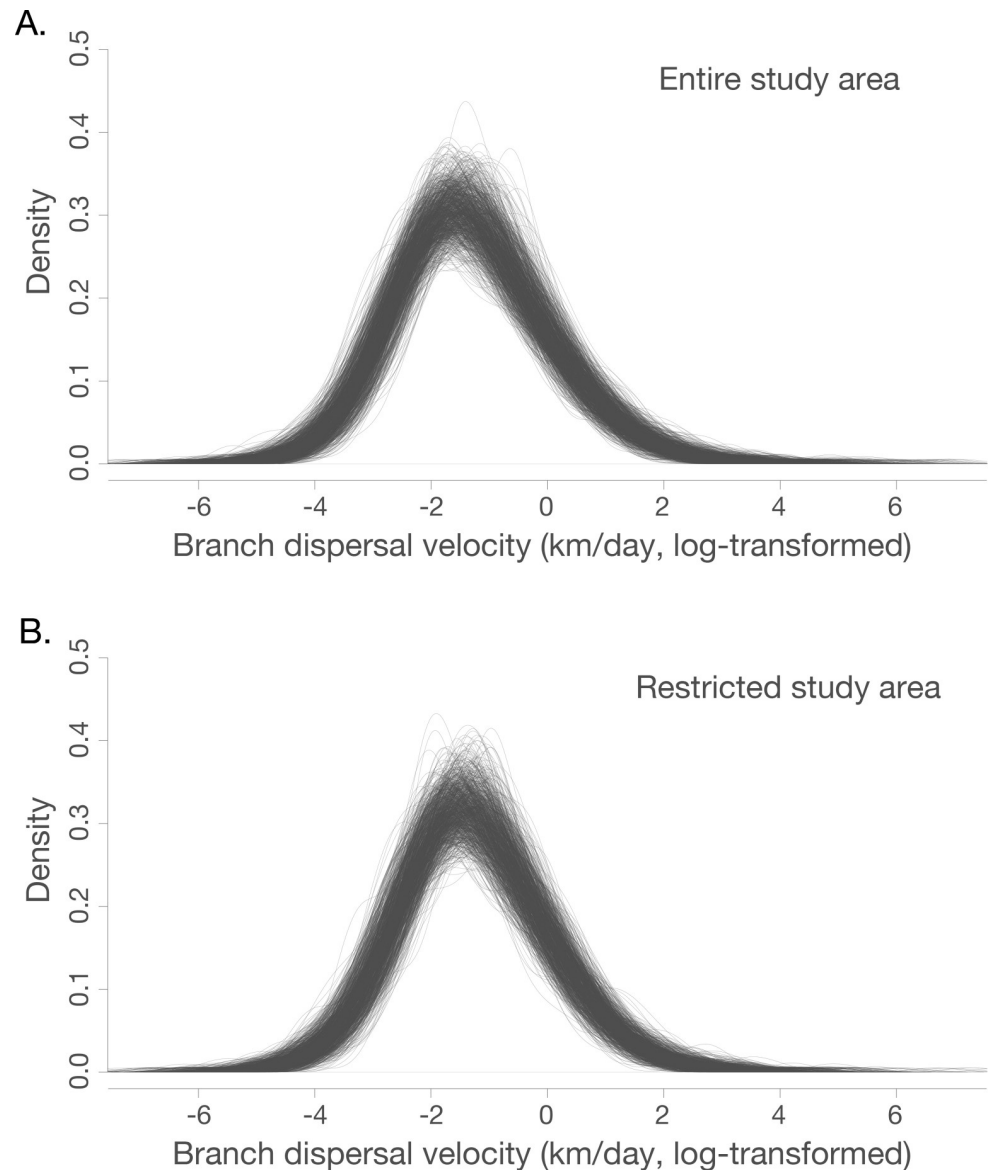 A.
Entire study area
Density
0.5
0.4
0.3
0.2
0.1
0.0
-6 -4 -2 0 2 4 6
Branch dispersal velocity (km/day, log-transformed)
B.
Restricted study area
Density
0.5
0.4
0.3
0.2
0.1
0.0
-6 -4 -2 0 2 4 6
Branch dispersal velocity (km/day, log-transformed)